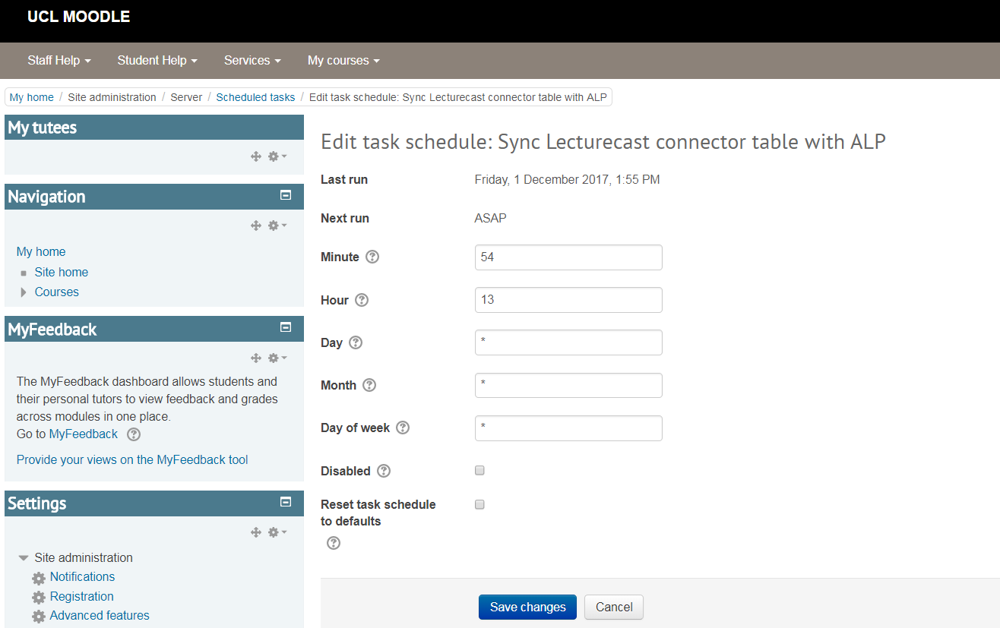 UCL MOODLE
Staff Help
Student Help
Services
My courses
My home / Site administration / Server / Scheduled tasks / Edit task schedule: Sync Lecturecast connector table with ALP
My tutees
Navigation
My home
Site home
Courses
MyFeedback
The MyFeedback dashboard allows students and
their personal tutors to view feedback and grades
across modules in one place.
Go to MyFeedback ?
Provide your views on the MyFeedback tool
Settings
Site administration
Notifications
Registration
Advanced features
Edit task schedule: Sync Lecturecast connector table with ALP
Last run Friday, 1 December 2017, 1:55 PM
Next run ASAP
Minute ? 54
Hour ? 13
Day ? *
Month ? *
Day of week ? *
Disabled ?
Reset task schedule
to defaults
?
Save changes Cancel